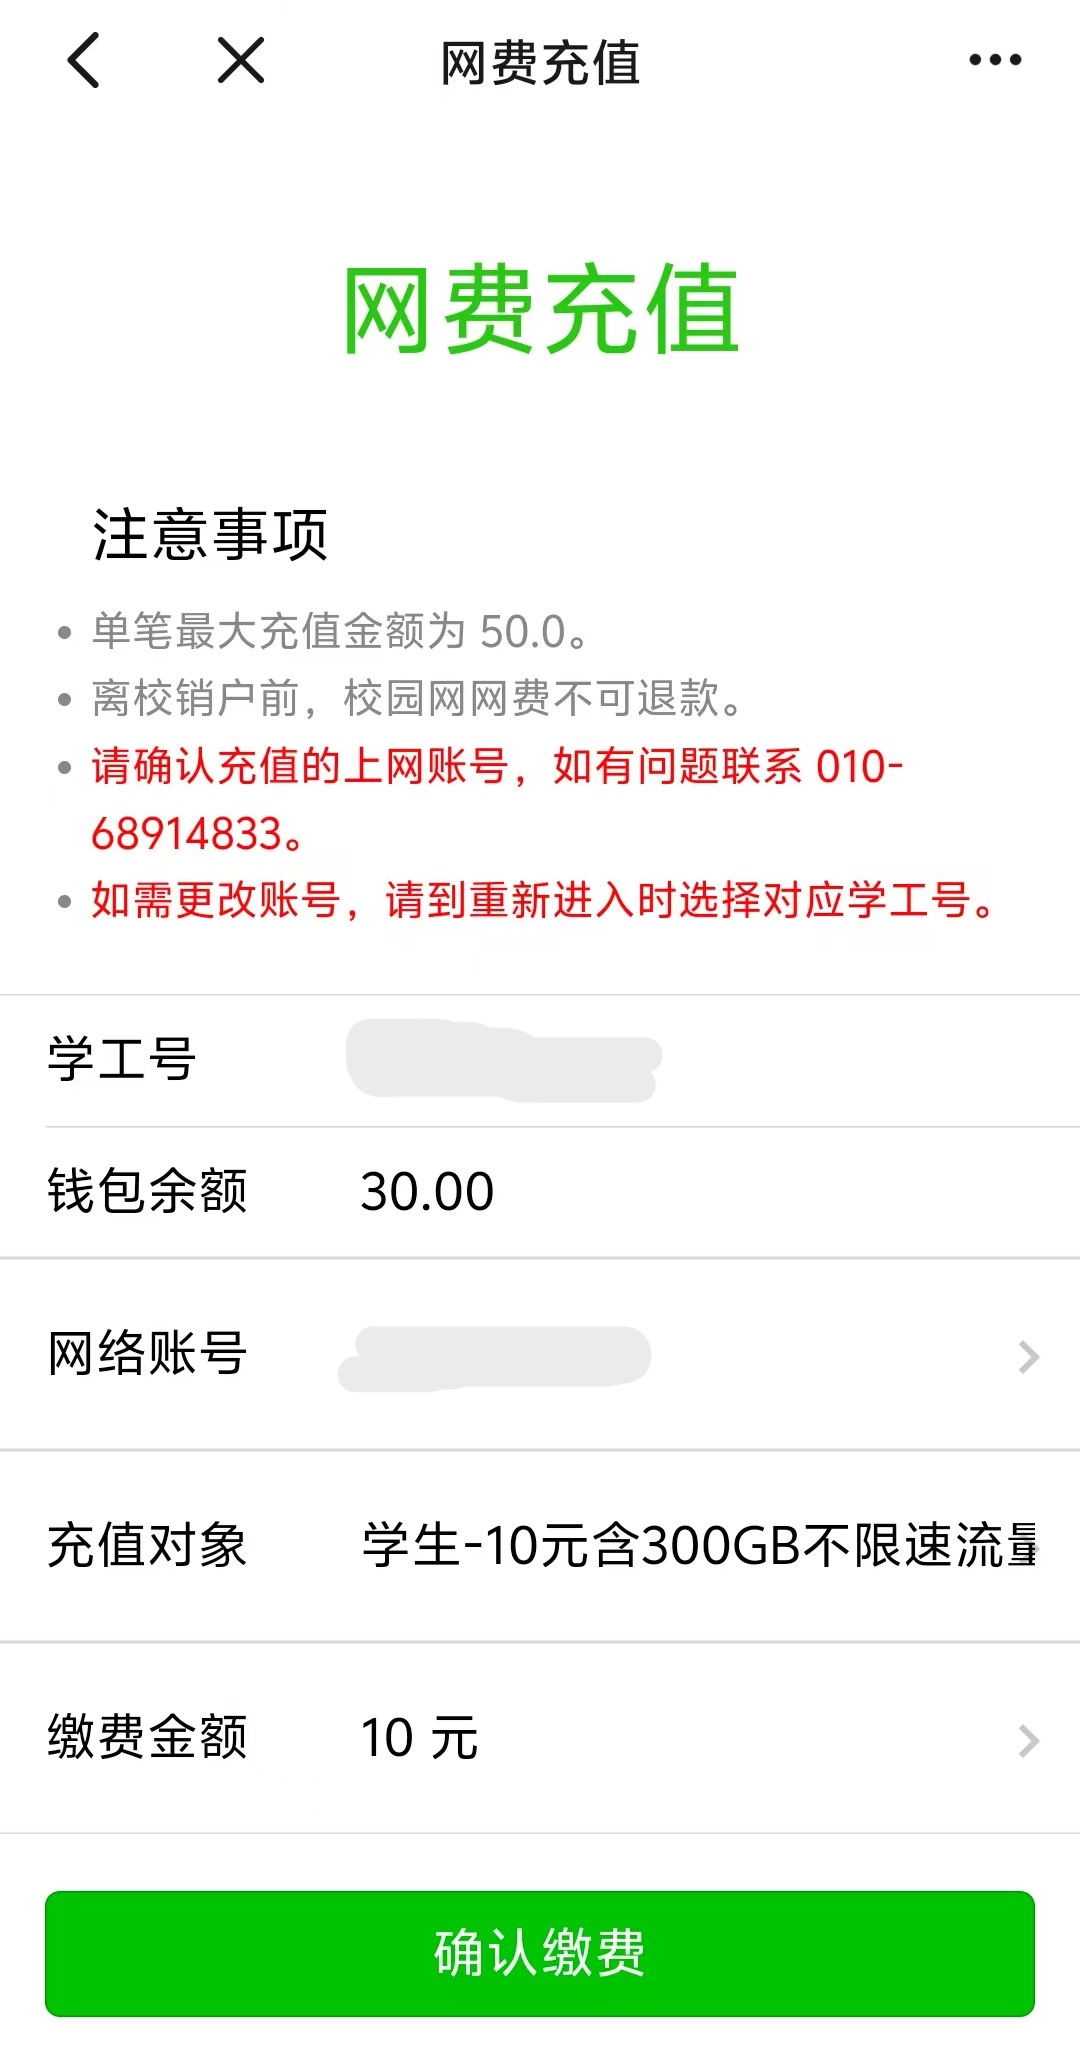 网费充值
网费充值
注意事项
单笔最大充值金额为 50.0。
离校销户前，校园网网费不可退款。
请确认充值的上网账号，如有问题联系 010-
68914833。
如需更改账号，请到重新进入时选择对应学工号。
学工号
钱包余额 30.00
网络账号
充值对象 学生-10元含300GB不限速流量
缴费金额 10 元
确认缴费